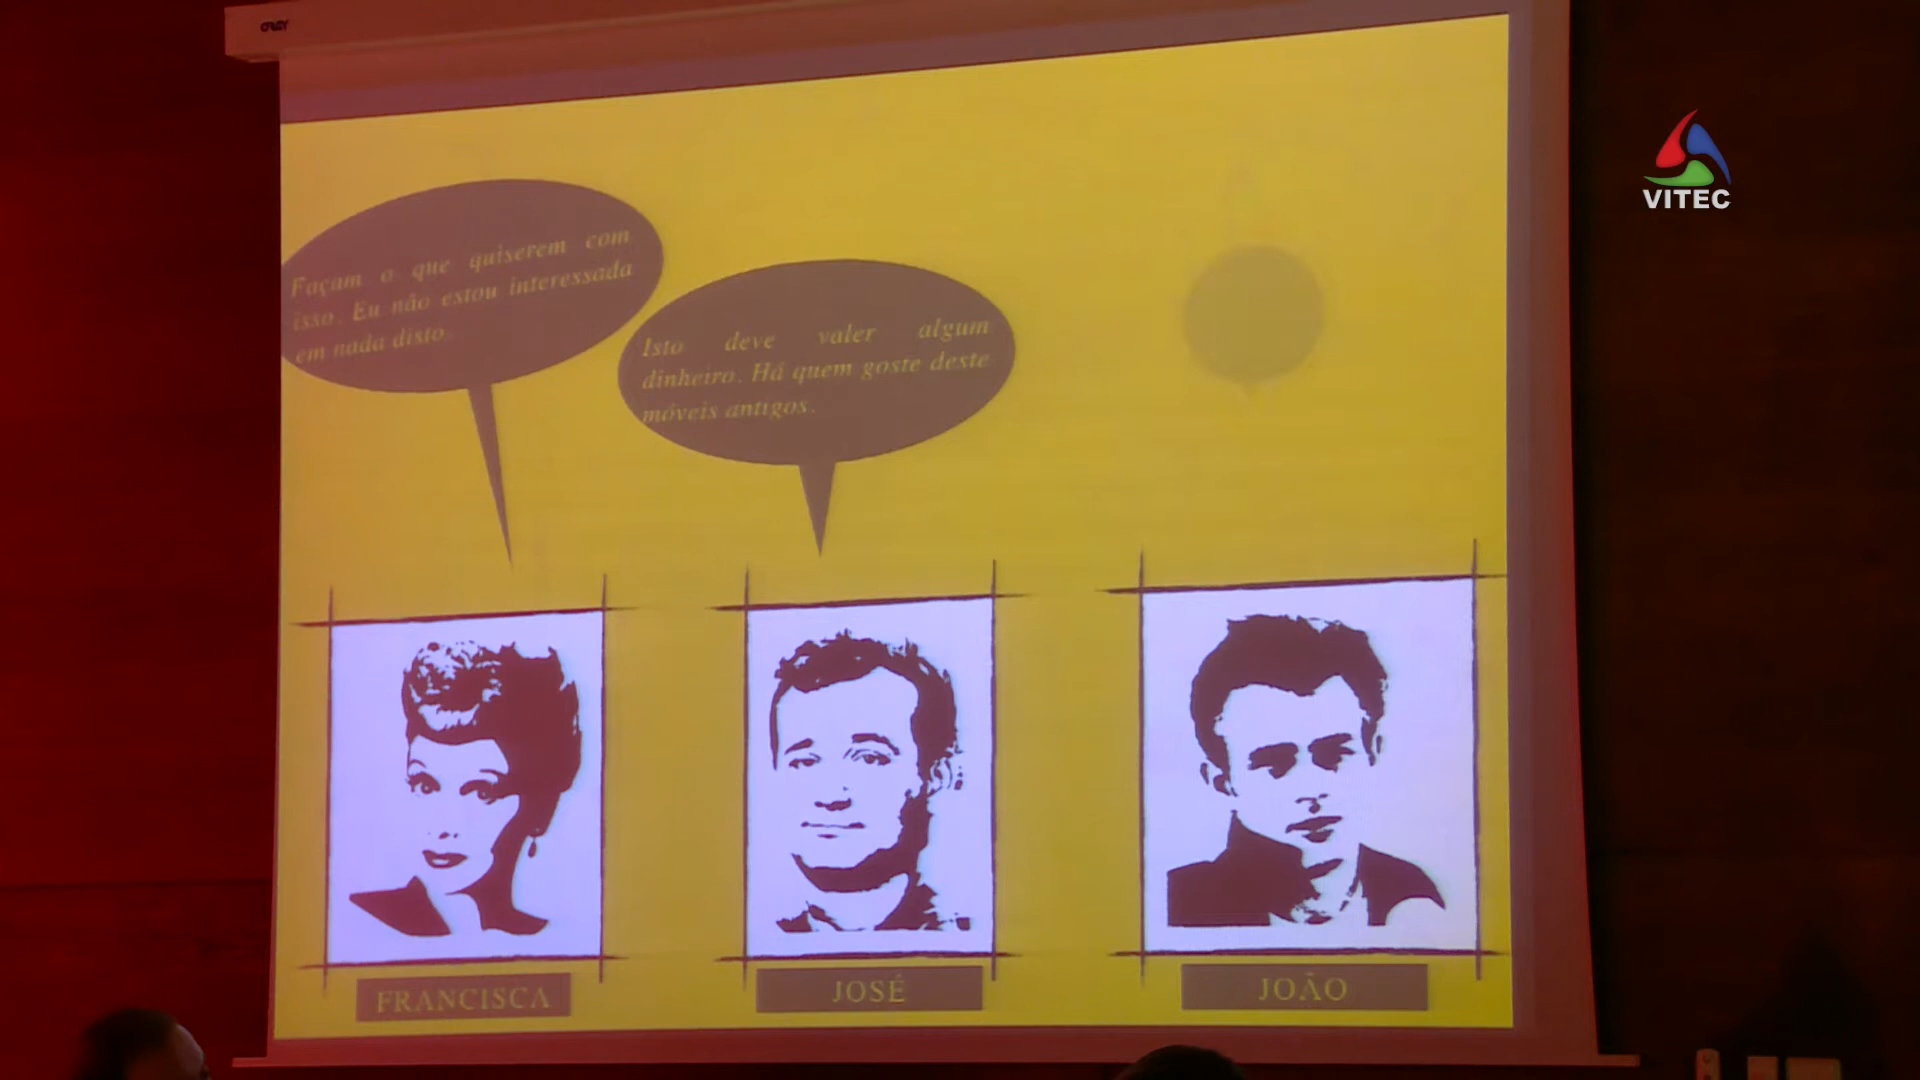 VITEC
Façam o que quiserem com
isso. Eu não estou interessada
em nada disto.
Isto deve valer algum
dinheiro. Há quem goste deste
móveis antigos.
FRANCISCA
JOSÉ
JOÃO